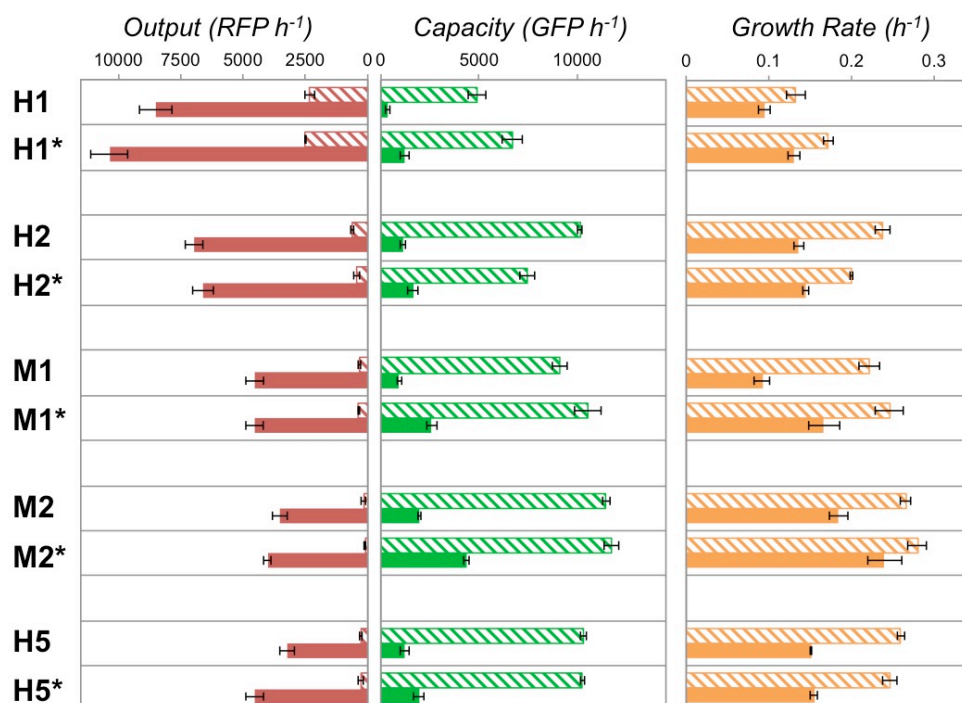 Output (RFP h-1) Capacity (GFP h-1) Growth Rate (h-1)
10000 7500 5000 2500 0 0 5000 10000 0 0.1 0.2 0.3
H1
H1*
H2
H2*
M1
M1*
M2
M2*
H5
H5*